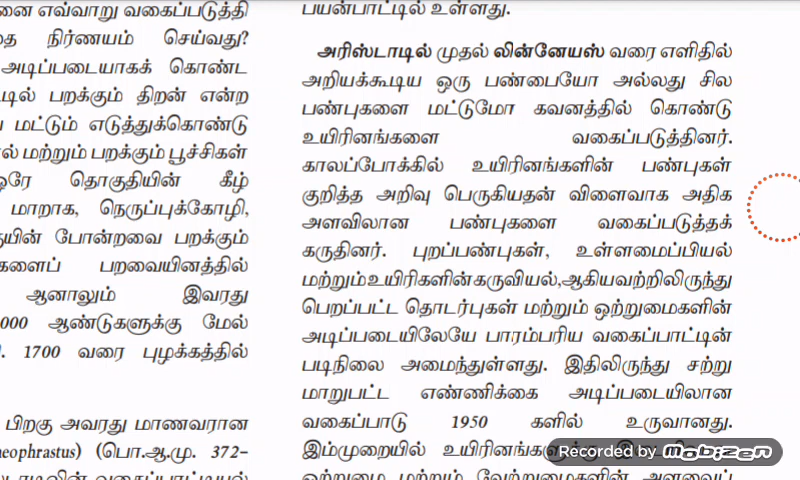 னை எவ்வாறு வகைப்படுத்தி
நிர்ணயம் செய்வது?
அடிப்படையாகக் கொண்ட
டில் பறக்கும் திறன் என்ற
மட்டும் எடுத்துக்கொண்டு
ல் மற்றும் பறக்கும் பூச்சிகள்
ஒரே தொகுதியின் கீழ்
மாறாக, நெருப்புக்கோழி,
யின் போன்றவை பறக்கும்
களைப் பறவையினத்தில்
ஆனாலும் இவரது
000 ஆண்டுகளுக்கு மேல்
). 1700 வரை புழக்கத்தில்
பிறகு அவரது மாணவரான
eophrastus) (பொ.ஆ.மு. 372–
பயன்பாட்டில் உள்ளது.
அரிஸ்டாடில் முதல் லின்னேயஸ் வரை எளிதில்
அறியக்கூடிய ஒரு பண்பையோ அல்லது சில
பண்புகளை மட்டுமோ கவனத்தில் கொண்டு
உயிரினங்களை வகைப்படுத்தினர்.
காலப்போக்கில் உயிரினங்களின் பண்புகள்
குறித்த அறிவு பெருகியதன் விளைவாக அதிக
அளவிலான பண்புகளை வகைப்படுத்தக்
கருதினர். புறப்பண்புகள், உள்ளமைப்பியல்
மற்றும்உயிரிகளின்கருவியல்,ஆகியவற்றிலிருந்து
பெறப்பட்ட தொடர்புகள் மற்றும் ஒற்றுமைகளின்
அடிப்படையிலேயே பாரம்பரிய வகைப்பாட்டின்
படிநிலை அமைந்துள்ளது. இதிலிருந்து சற்று
மாறுபட்ட எண்ணிக்கை அடிப்படையிலான
வகைப்பாடு 1950 களில் உருவானது.
இம்முறையில் உயிரினங்களுக்கு
ஒற்றுமை மற்றும் வேற்றுமைகளின் அளவைப்
Recorded by Mobizen